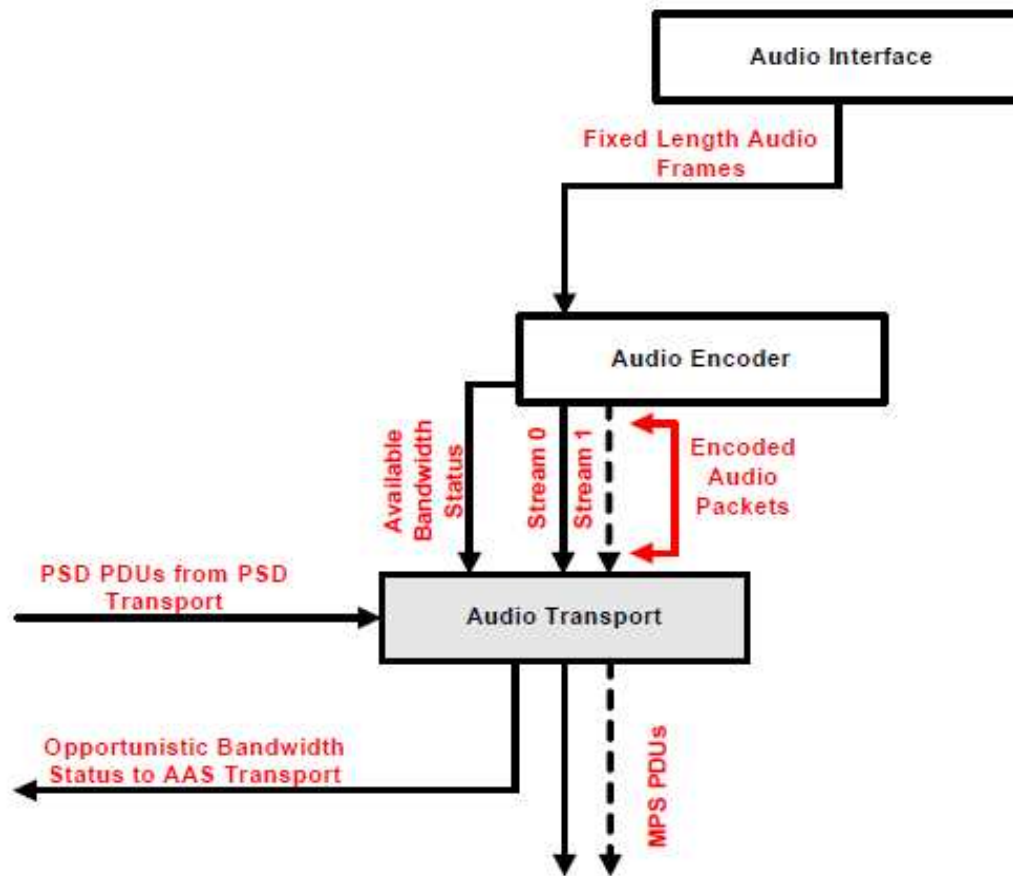 Audio Interface
Fixed Length Audio
Frames
Audio Encoder
Available
Bandwidth
Status
Stream 0
Stream 1
Encoded
Audio
Packets
PSD PDUs from PSD
Transport
Audio Transport
Opportunistic Bandwidth
Status to AAS Transport
MPS PDUs